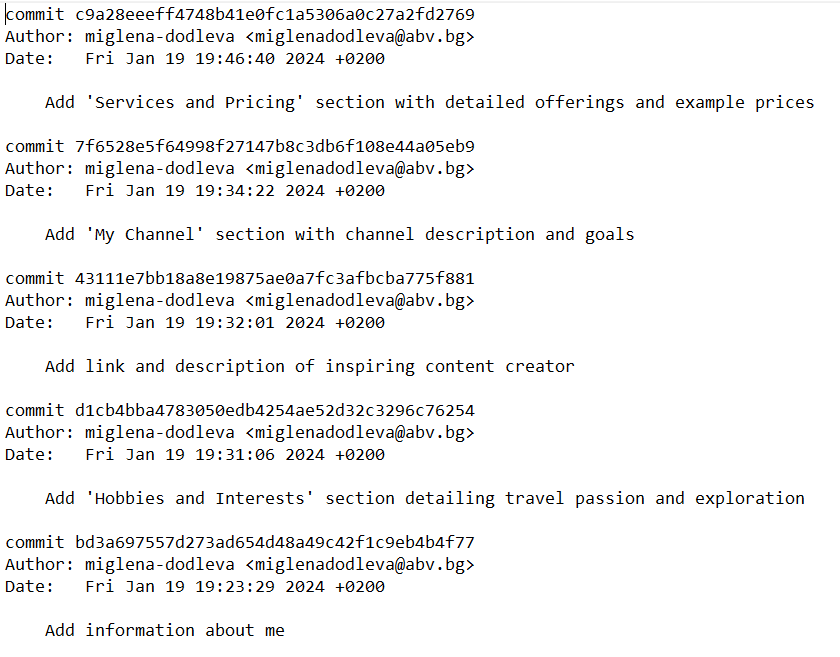 commit c9a28eeeff4748b41e0fc1a5306a0c27a2fd2769
Author: miglena-dodleva <miglenadodleva@abv.bg>
Date:   Fri Jan 19 19:46:40 2024 +0200
Add 'Services and Pricing' section with detailed offerings and example prices
commit 7f6528e5f64998f27147b8c3db6f108e44a05eb9
Author: miglena-dodleva <miglenadodleva@abv.bg>
Date:   Fri Jan 19 19:34:22 2024 +0200
Add 'My Channel' section with channel description and goals
commit 43111e7bb18a8e19875ae0a7fc3afbcba775f881
Author: miglena-dodleva <miglenadodleva@abv.bg>
Date:   Fri Jan 19 19:32:01 2024 +0200
Add link and description of inspiring content creator
commit d1cb4bba4783050edb4254ae52d32c3296c76254
Author: miglena-dodleva <miglenadodleva@abv.bg>
Date:   Fri Jan 19 19:31:06 2024 +0200
Add 'Hobbies and Interests' section detailing travel passion and exploration
commit bd3a697557d273ad654d48a49c42f1c9eb4b4f77
Author: miglena-dodleva <miglenadodleva@abv.bg>
Date:   Fri Jan 19 19:23:29 2024 +0200
Add information about me